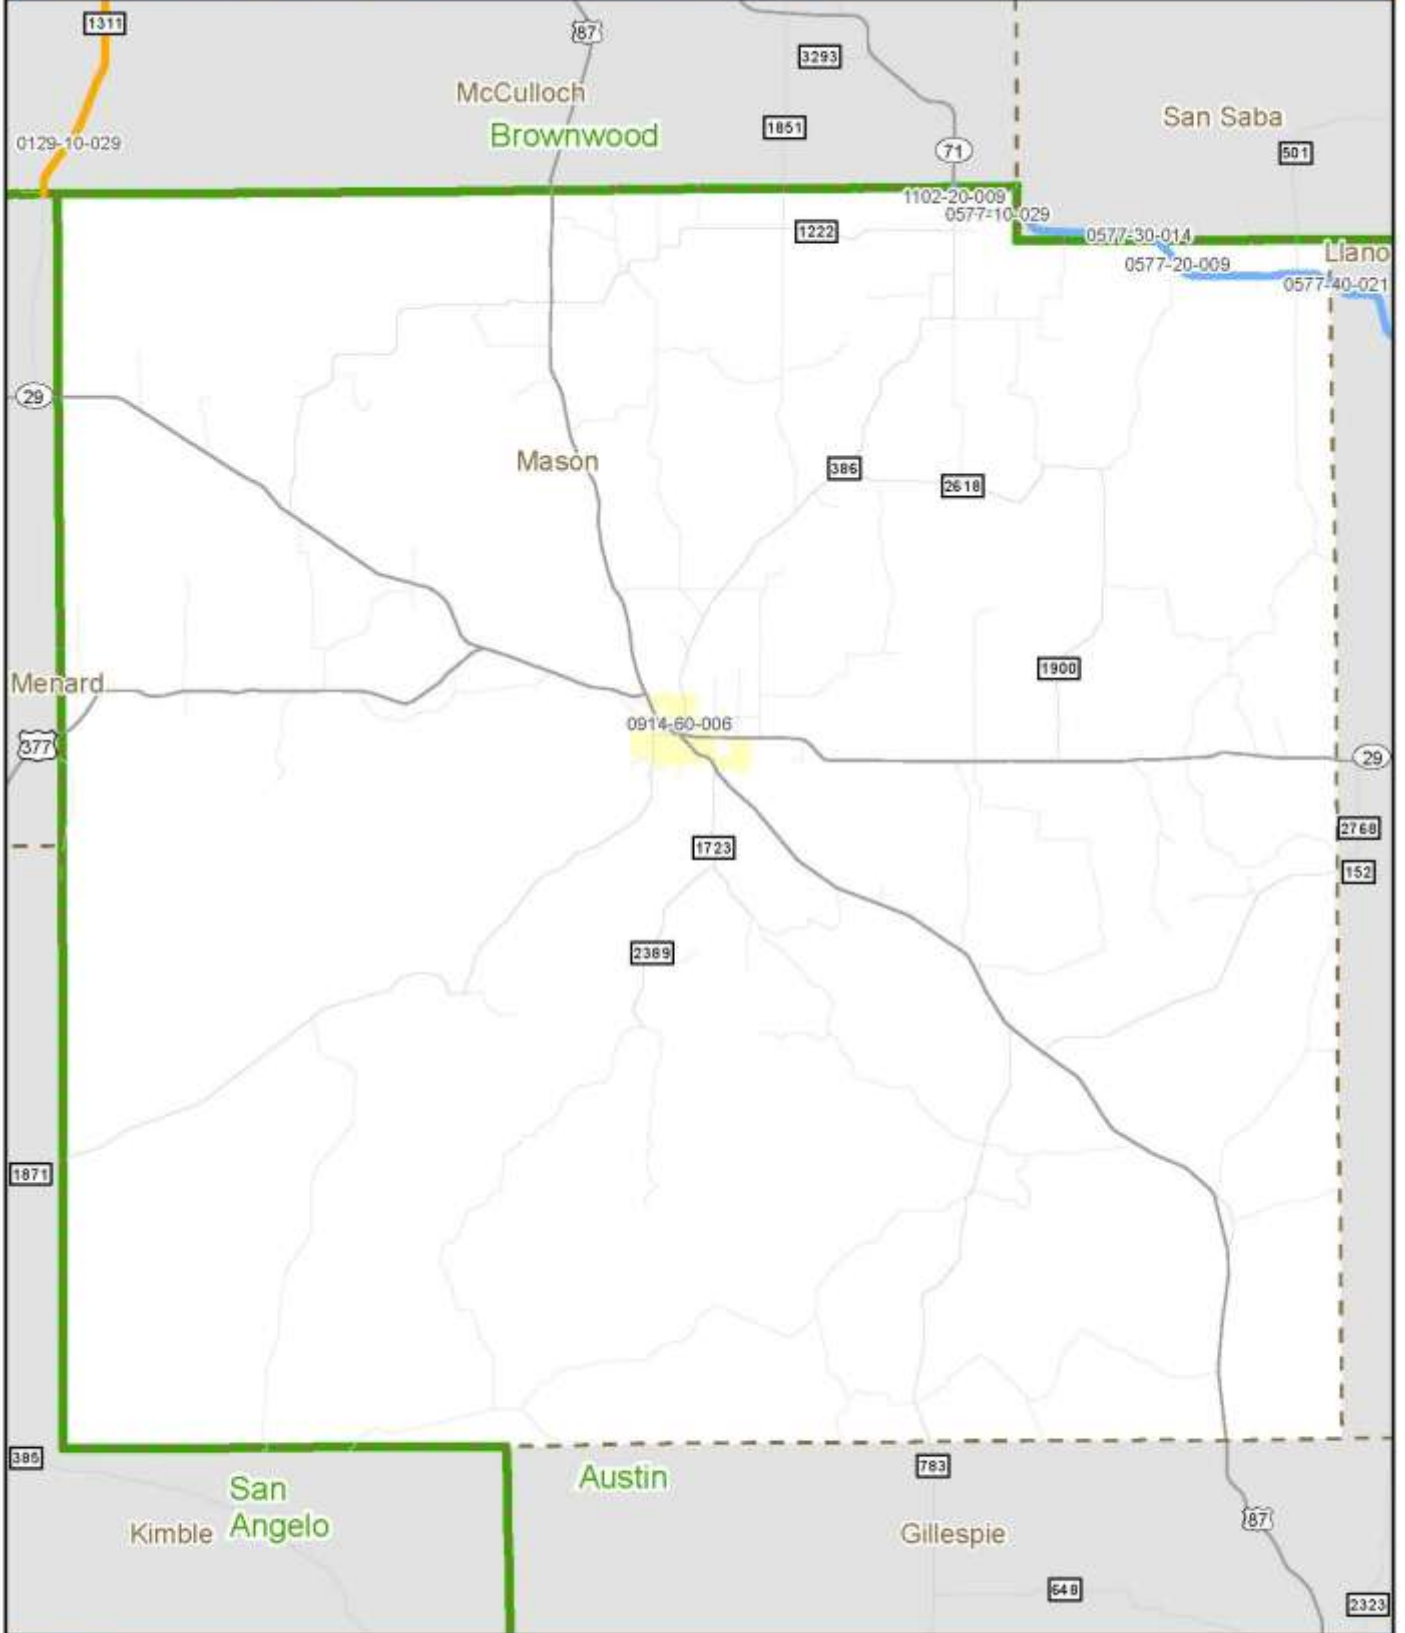 1311
87
3293
McCulloch
San Saba
1851
Brownwood
0129-10-029
71
501
1102-20-009
0577-10-029
1222
0577-30-014
Llano
0577-20-009
0577-40-021
29
Mason
386
2618
1900
Menard
0914-60-006
377
29
2768
1723
152
2389
1871
385
783
Austin
San
Angelo
87
Kimble
Gillespie
648
2323